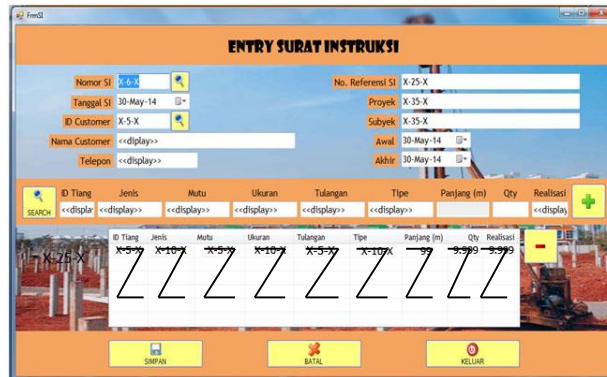 FrmSI
ENTRY SURAT INSTRUKSI
Nomor SI X-6-X No. Referensi SI X-25-X
Tanggal SI 30-May-14 Proyek X-35-X
ID Customer X-5-X Subyek X-35-X
Nama Customer <<diplay>> Awal 30-May-14
Telepon <<display>> Akhir 30-May-14
SEARCH ID Tiang Jenis Mutu Ukuran Tulangan Tipe Panjang (m) Qty Realisasi
<<display <<display>> <<display>> <<display>> <<display>> <<display>> <<display
ID Tiang Jenis Mutu Ukuran Tulangan Tipe Panjang (m) Qty Realisasi
X-25-X X-5-X X-10-X X-5-X X-10-X X-5-X X-10-X 99 9.999 9.999
SIMPAN BATAL KELUAR